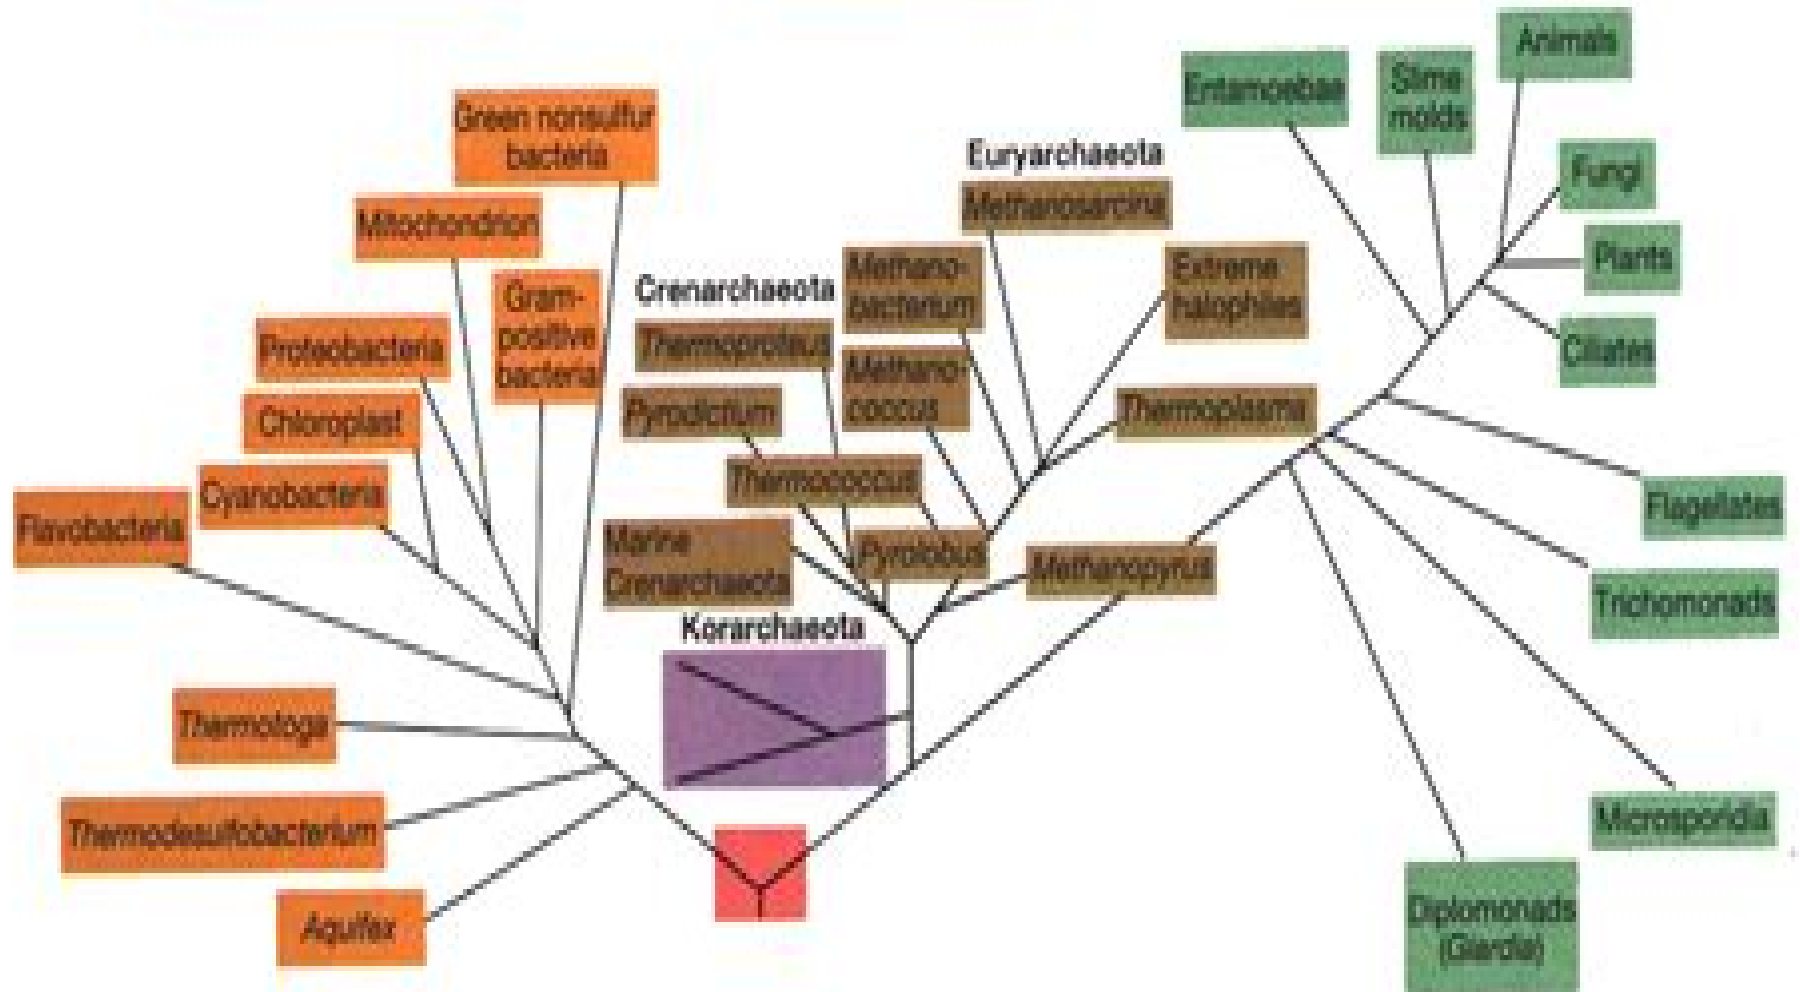 Animals
Entamoebae
Slime
molds
Green nonsulfur
bacteria
Euryarchaeota
Fungi
Methanosarcina
Mitochondrion
Plants
Methano-
bacterium
Extreme
halophiles
Crenarchaeota
Gram-
positive
bacteria
Proteobacteria
Thermoproteus
Ciliates
Methano-
coccus
Pyrodictium
Thermoplasma
Chloroplast
Thermococcus
Cyanobacteria
Flagellates
Flavobacteria
Marine
Crenarchaeota
Pyrolobus
Methanopyrus
Trichomonads
Korarchaeota
Thermotoga
Microsporidia
Thermodesulfobacterium
Aquifex
Diplomonads
(Giardia)